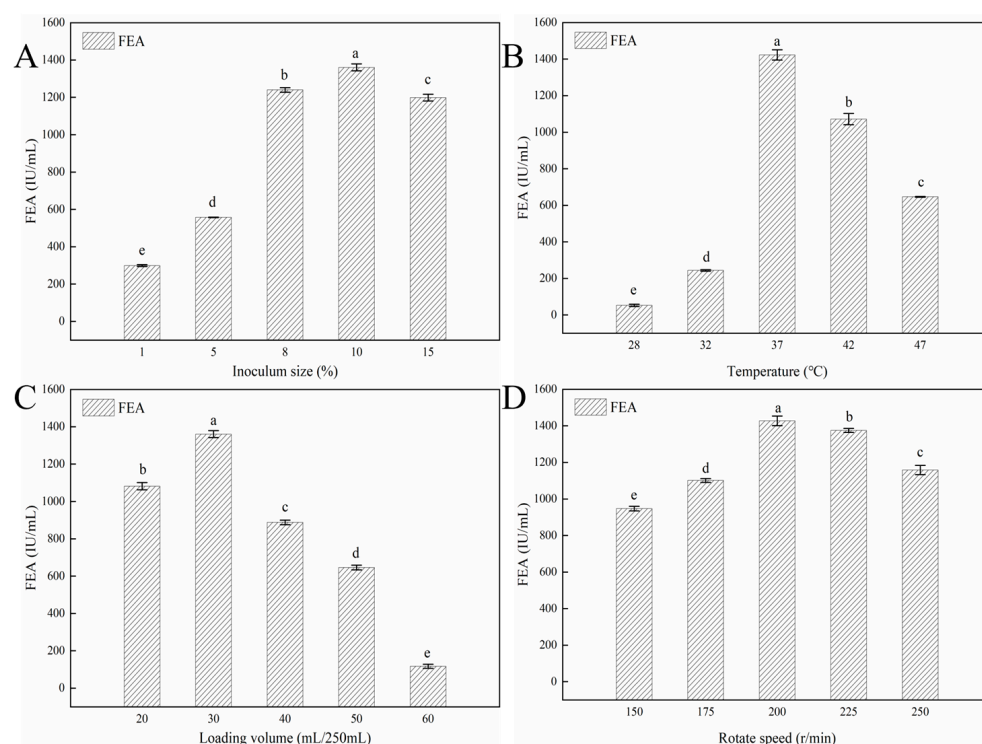 A
FEA
FEA (IU/mL)
1600
1400
1200
1000
800
600
400
200
0
e
d
b
a
c
1 5 8 10 15
Inoculum size (%)
B
FEA
FEA (IU/mL)
1600
1400
1200
1000
800
600
400
200
0
e
d
a
b
c
28 32 37 42 47
Temperature (℃)
C
FEA
FEA (IU/mL)
1600
1400
1200
1000
800
600
400
200
0
b
a
c
d
e
20 30 40 50 60
Loading volume (mL/250mL)
D
FEA
FEA (IU/mL)
1600
1400
1200
1000
800
600
400
200
0
e
d
a
b
c
150 175 200 225 250
Rotate speed (r/min)